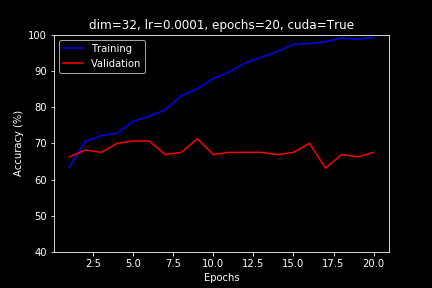 dim=32, lr=0.0001, epochs=20, cuda=True
Training
Validation
Accuracy (%)
100
90
80
70
60
50
40
2.5 5.0 7.5 10.0 12.5 15.0 17.5 20.0
Epochs